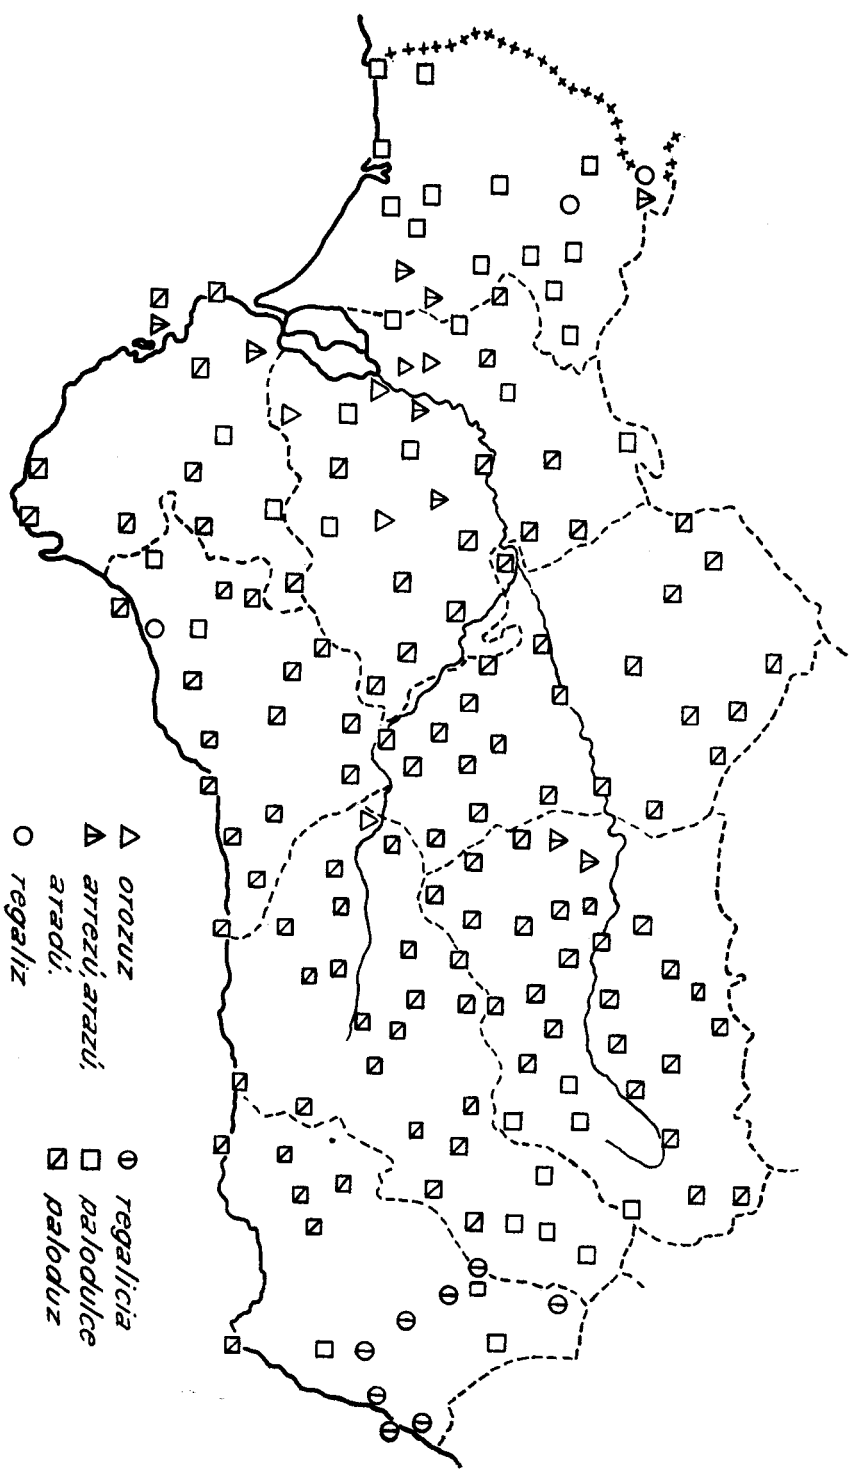 orozuz
arrezú, arazú,
aradú.
regaliz
regalicia
palodulce
paloduz